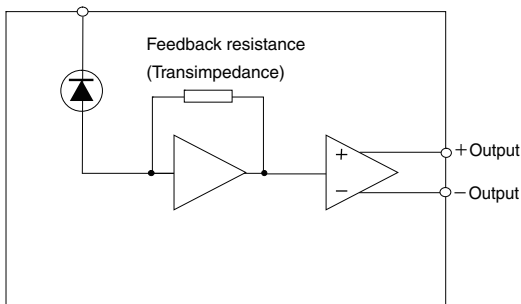 Feedback resistance
(Transimpedance)
+
−
+Output
−Output